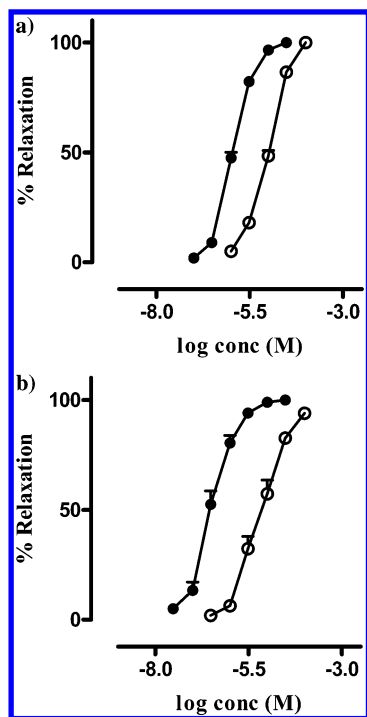 a)
100
50
0
% Relaxation
-8.0 -5.5 -3.0
log conc (M)
b)
100
50
0
% Relaxation
-8.0 -5.5 -3.0
log conc (M)